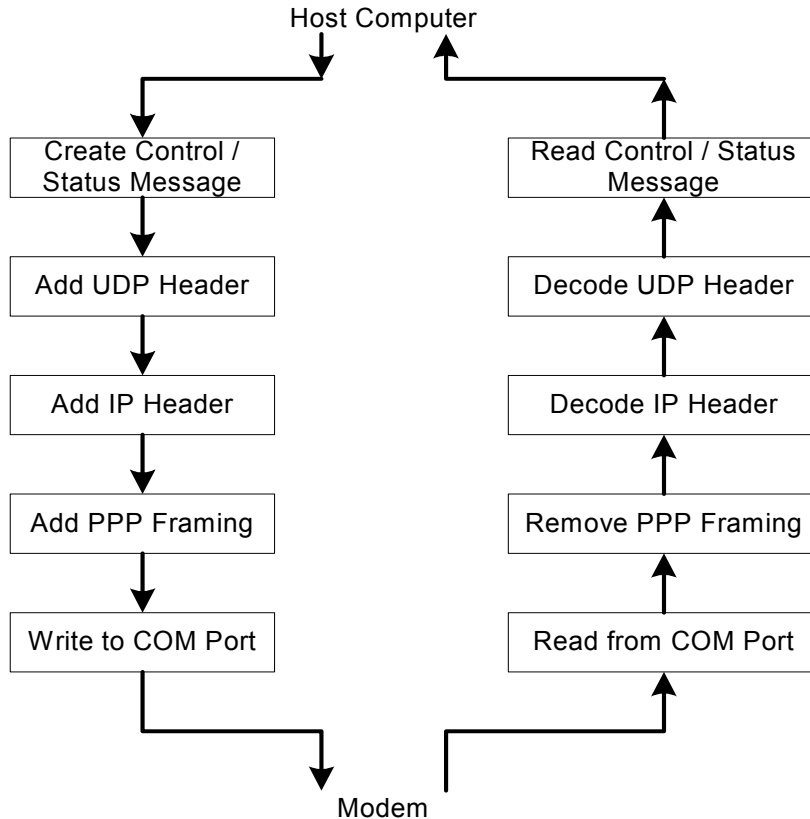 Host Computer
Create Control /
Status Message
Add UDP Header
Add IP Header
Add PPP Framing
Write to COM Port
Read Control / Status
Message
Decode UDP Header
Decode IP Header
Remove PPP Framing
Read from COM Port
Modem